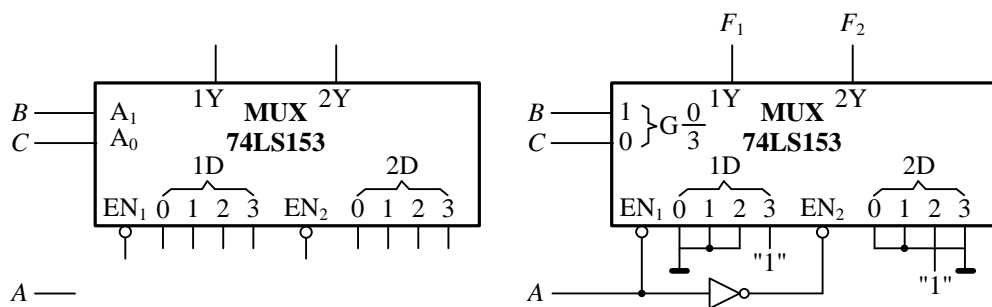 F₁ F₂
1Y 2Y
B A₁ MUX
C A₀ 74LS153
1D 2D
EN₁ 0 1 2 3 EN₂ 0 1 2 3
A
1Y 2Y
B 1 } G 0/3 MUX
C 0 74LS153
1D 2D
EN₁ 0 1 2 3 EN₂ 0 1 2 3
"1" "1"
A